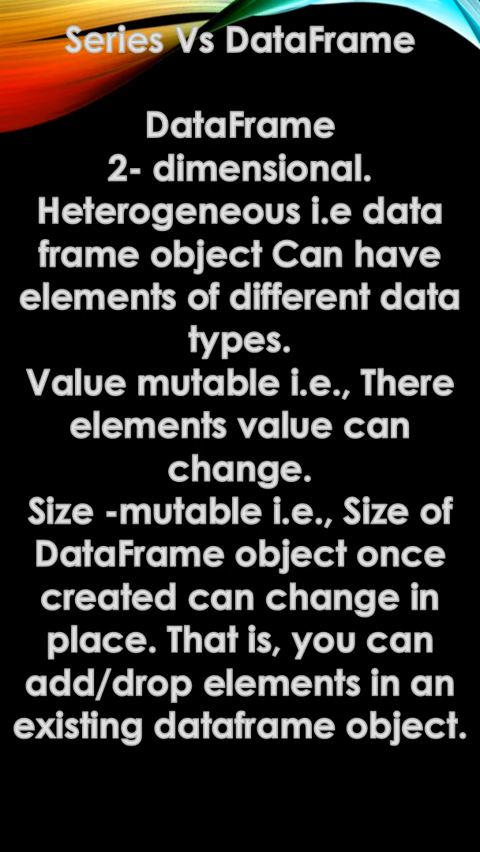 Series Vs DataFrame
DataFrame
2- dimensional.
Heterogeneous i.e data
frame object Can have
elements of different data
types.
Value mutable i.e., There
elements value can
change.
Size -mutable i.e., Size of
DataFrame object once
created can change in
place. That is, you can
add/drop elements in an
existing dataframe object.